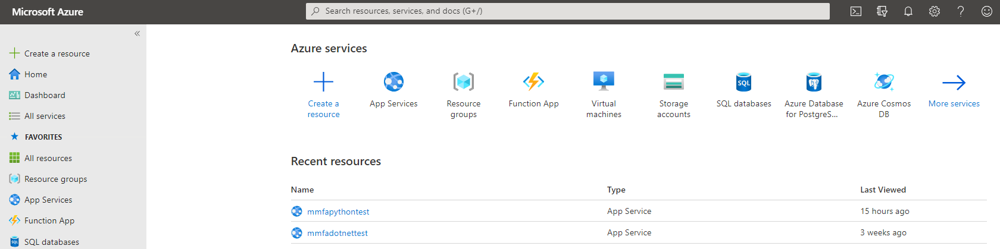 Microsoft Azure
Search resources, services, and docs (G+/)
«
Create a resource
Home
Dashboard
All services
FAVORITES
All resources
Resource groups
App Services
Function App
SQL databases
Azure services
Create a
resource
App Services
Resource
groups
Function App
Virtual
machines
Storage
accounts
SQL
SQL databases
Azure Database
for PostgreS...
Azure Cosmos
DB
More services
Recent resources
Name Type Last Viewed
mmfapythontest App Service 15 hours ago
mmfadotnettest App Service 3 weeks ago